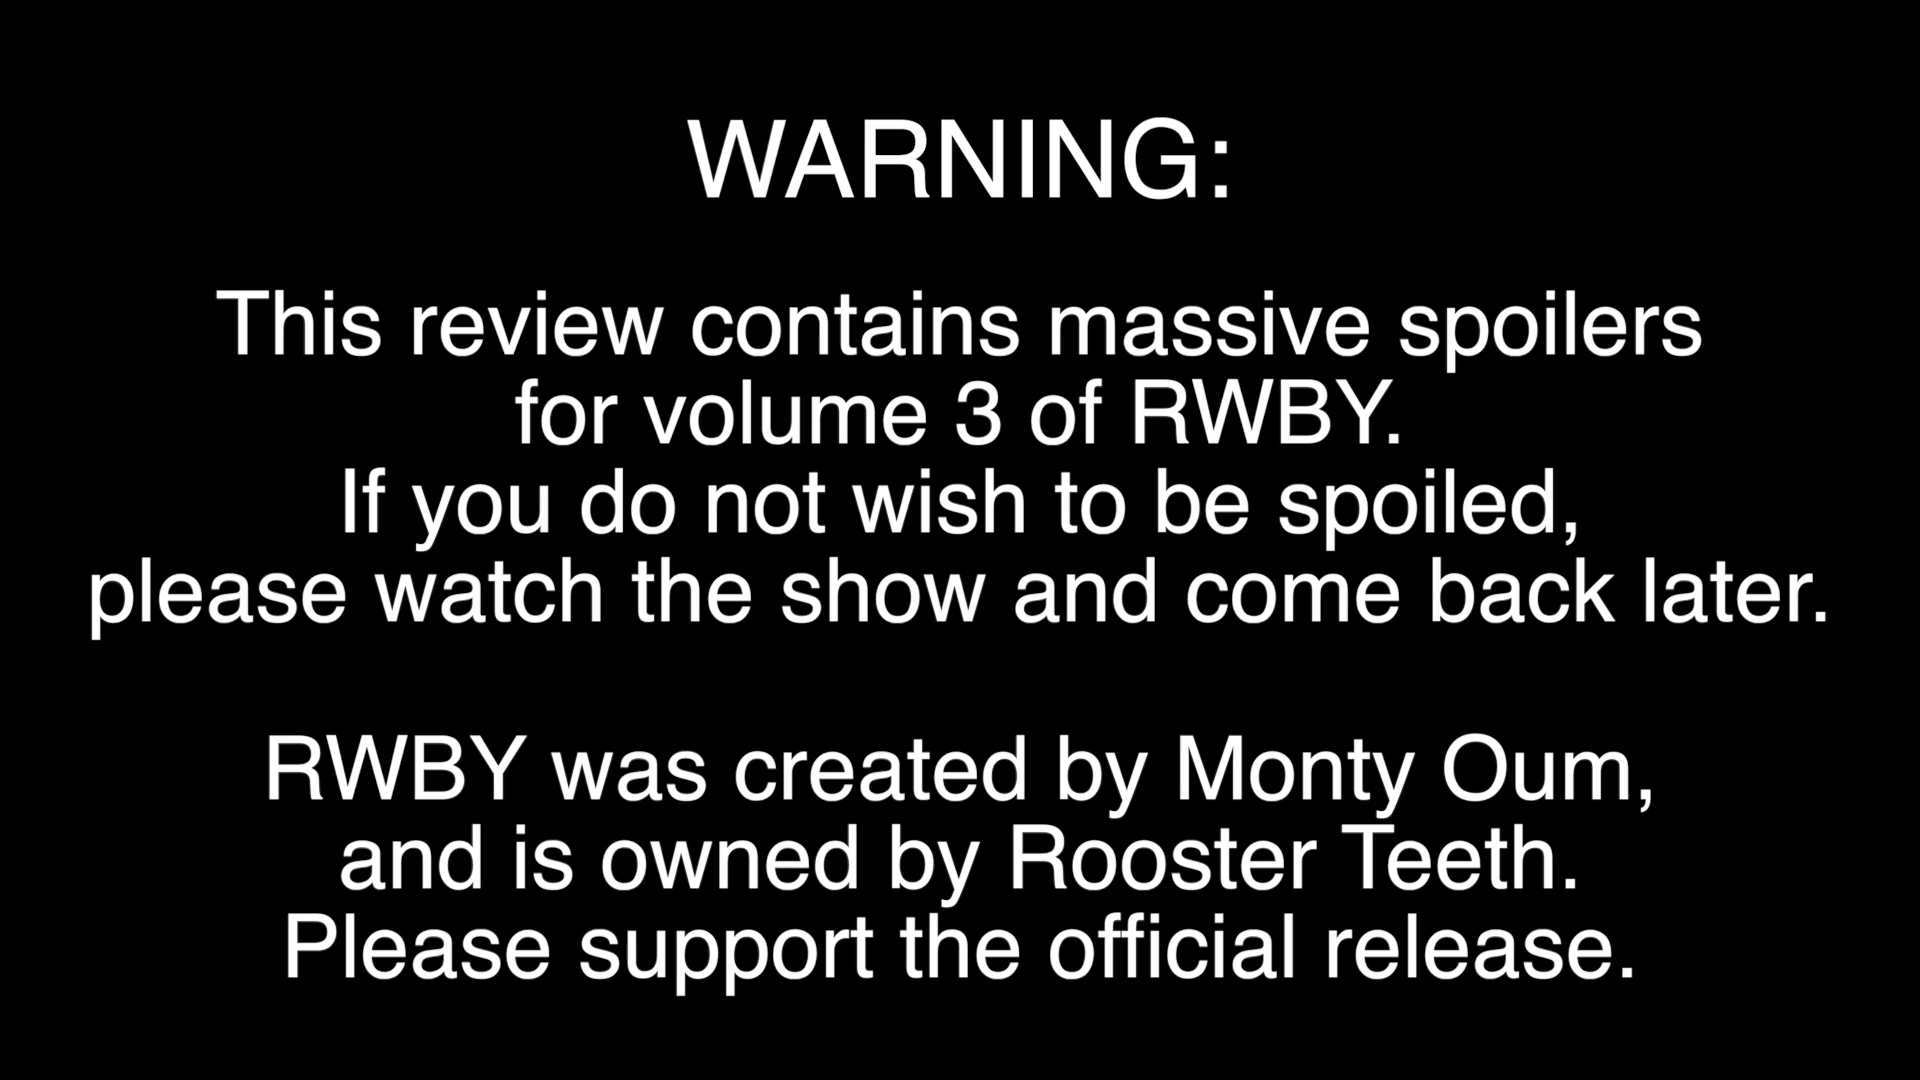 WARNING:
This review contains massive spoilers
for volume 3 of RWBY.
If you do not wish to be spoiled,
please watch the show and come back later.
RWBY was created by Monty Oum,
and is owned by Rooster Teeth.
Please support the official release.